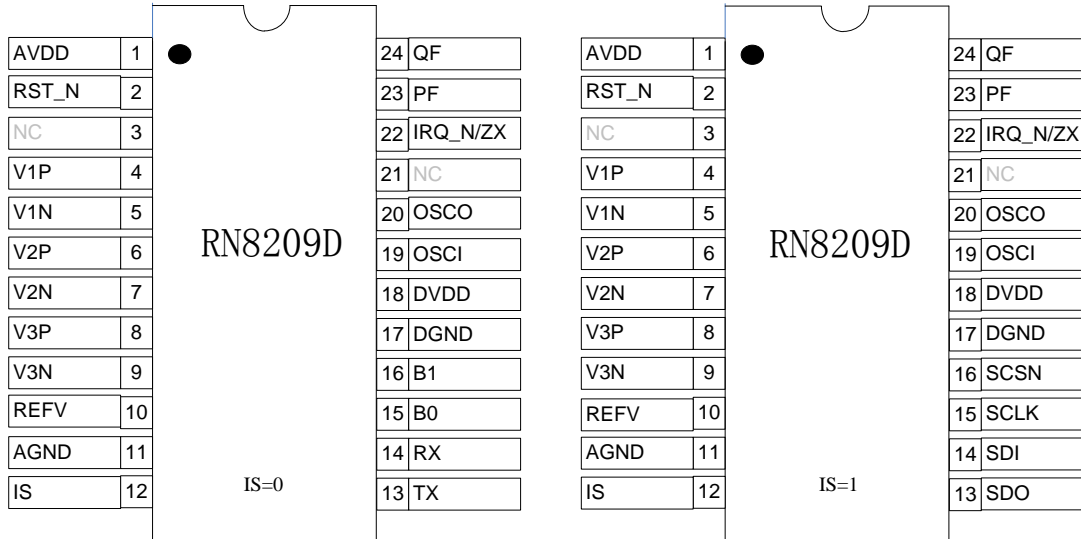 AVDD 1 24 QF
RST_N 2 23 PF
NC 3 22 IRQ_N/ZX
V1P 4 21 NC
V1N 5 20 OSCO
V2P 6 19 OSCI
V2N 7 18 DVDD
V3P 8 17 DGND
V3N 9 16 B1
REFV 10 15 B0
AGND 11 14 RX
IS 12 13 TX
RN8209D
IS=0
AVDD 1 24 QF
RST_N 2 23 PF
NC 3 22 IRQ_N/ZX
V1P 4 21 NC
V1N 5 20 OSCO
V2P 6 19 OSCI
V2N 7 18 DVDD
V3P 8 17 DGND
V3N 9 16 SCSN
REFV 10 15 SCLK
AGND 11 14 SDI
IS 12 13 SDO
RN8209D
IS=1